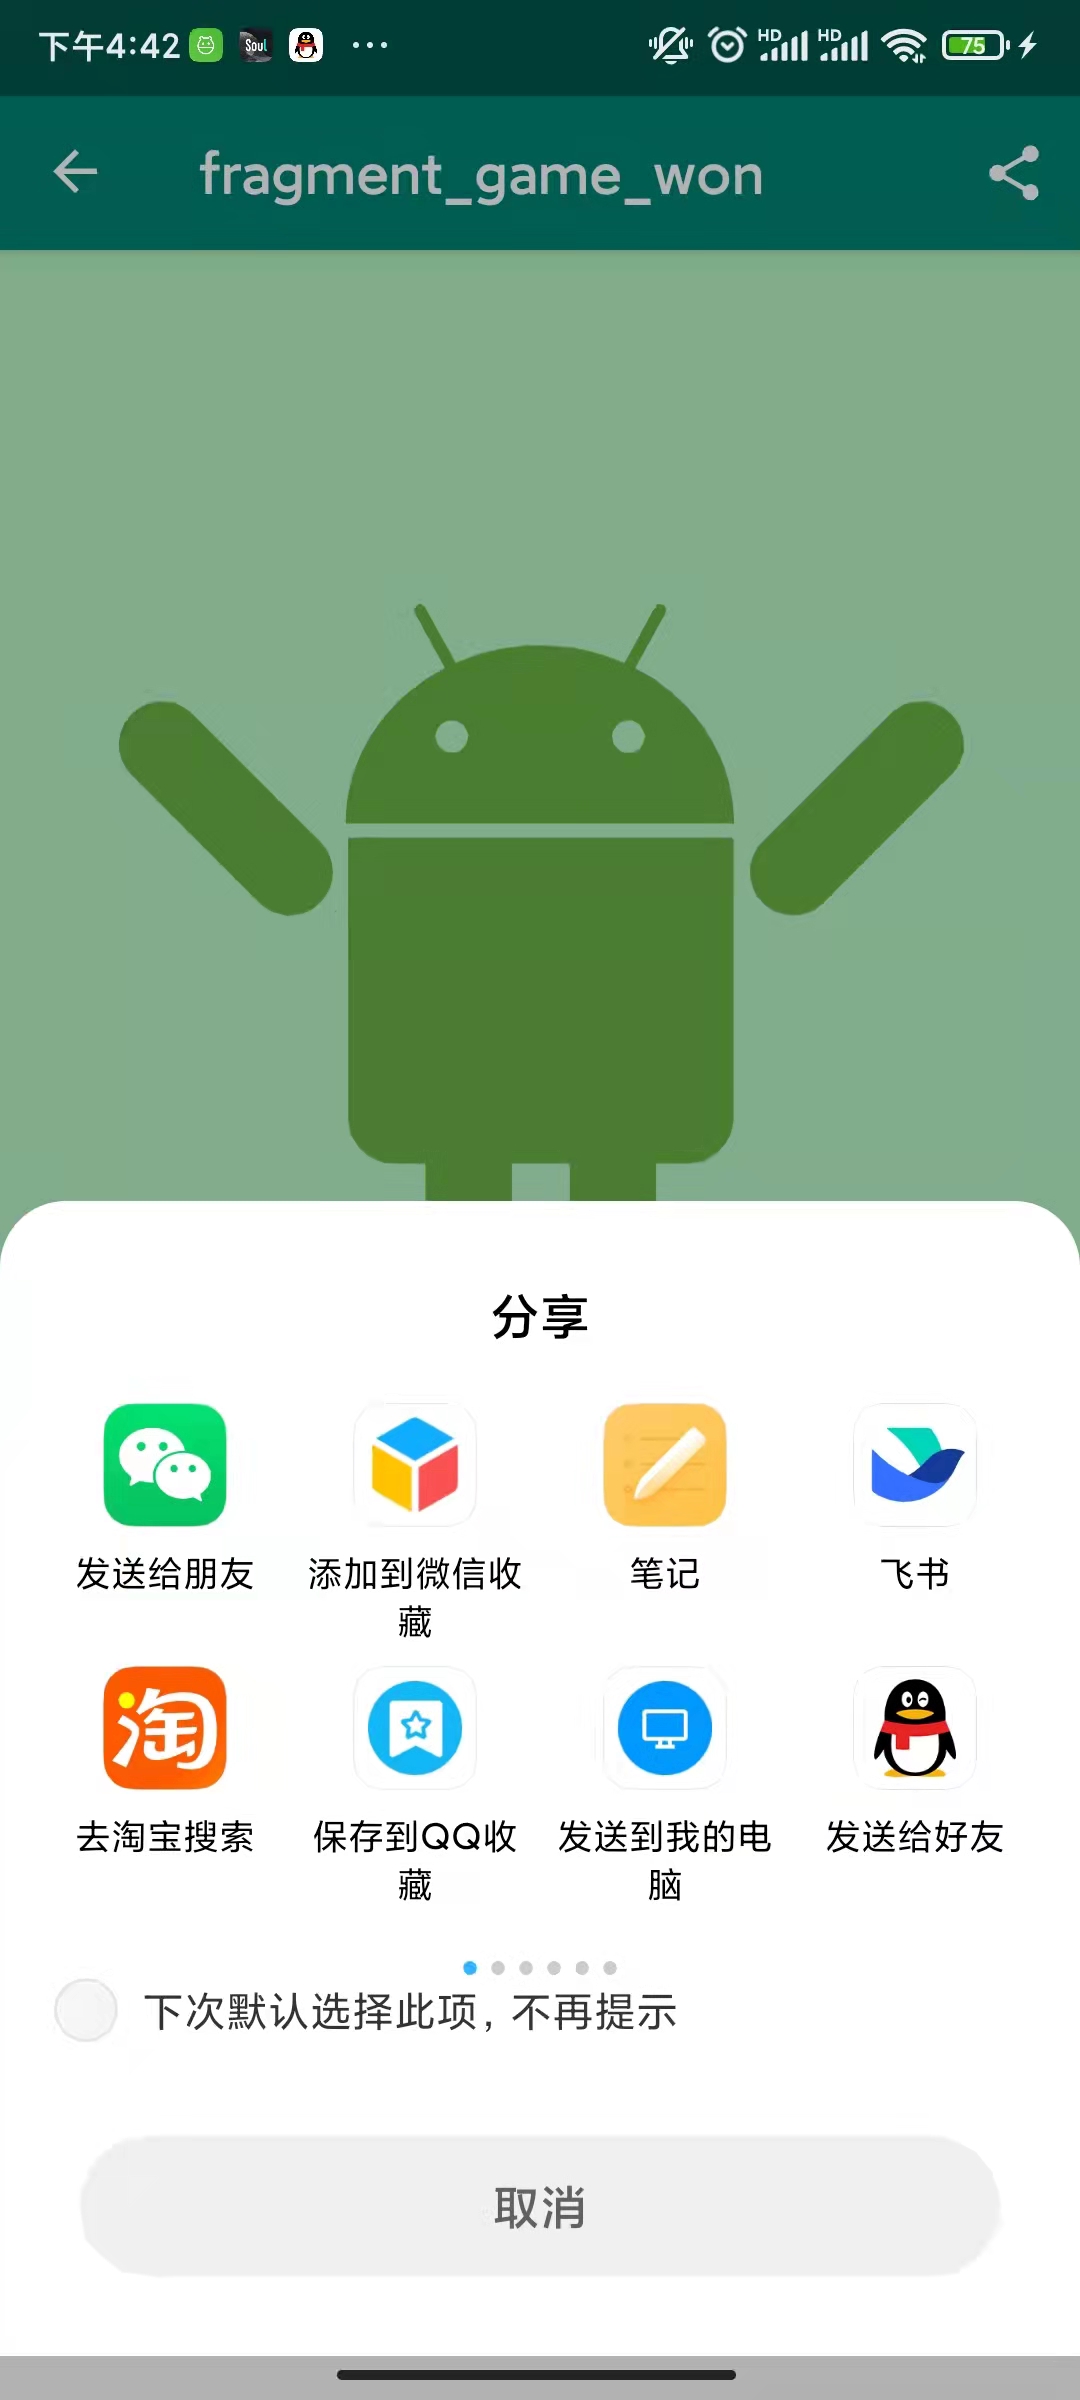 下午4:42 Soul HD HD 75
fragment_game_won
分享
发送给朋友 添加到微信收藏 笔记 飞书
淘
去淘宝搜索 保存到QQ收藏 发送到我的电脑 发送给好友
下次默认选择此项，不再提示
取消